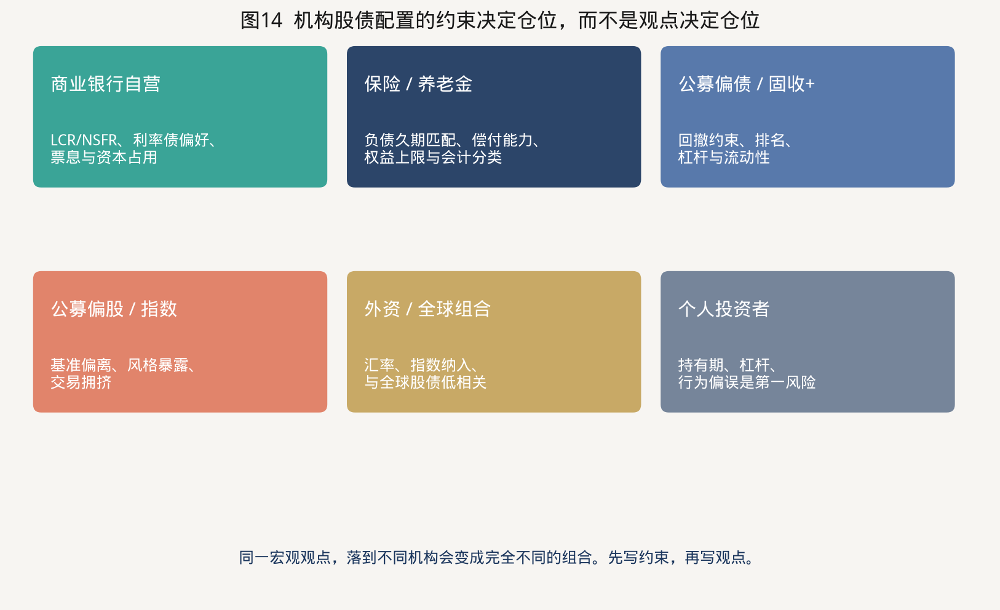 图14 机构股债配置的约束决定仓位，而不是观点决定仓位
商业银行自营
LCR/NSFR、利率债偏好、
票息与资本占用
保险 / 养老金
负债久期匹配、偿付能力、
权益上限与会计分类
公募偏债 / 固收+
回撤约束、排名、
杠杆与流动性
公募偏股 / 指数
基准偏离、风格暴露、
交易拥挤
外资 / 全球组合
汇率、指数纳入、
与全球股债低相关
个人投资者
持有期、杠杆、
行为偏误是第一风险
同一宏观观点，落到不同机构会变成完全不同的组合。先写约束，再写观点。